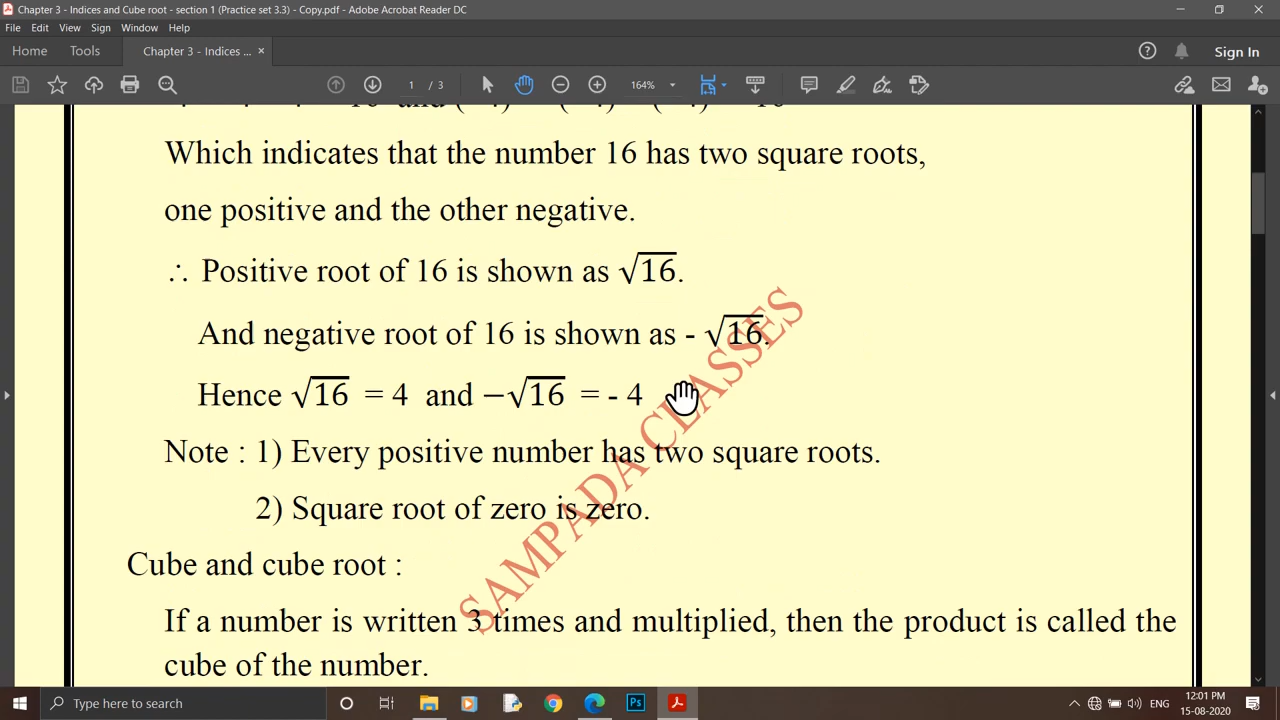 Chapter 3 - Indices and Cube root - section 1 (Practice set 3.3) - Copy.pdf - Adobe Acrobat Reader DC
File Edit View Sign Window Help
Home Tools Chapter 3 - Indices ... × Sign In
1 / 3 164%
Which indicates that the number 16 has two square roots,
one positive and the other negative.
∴ Positive root of 16 is shown as √16.
And negative root of 16 is shown as - √16.
Hence √16 = 4 and −√16 = - 4
Note : 1) Every positive number has two square roots.
2) Square root of zero is zero.
SAMPADA CLASSES
Cube and cube root :
If a number is written 3 times and multiplied, then the product is called the
cube of the number.
Type here to search
ENG
12:01 PM
15-08-2020